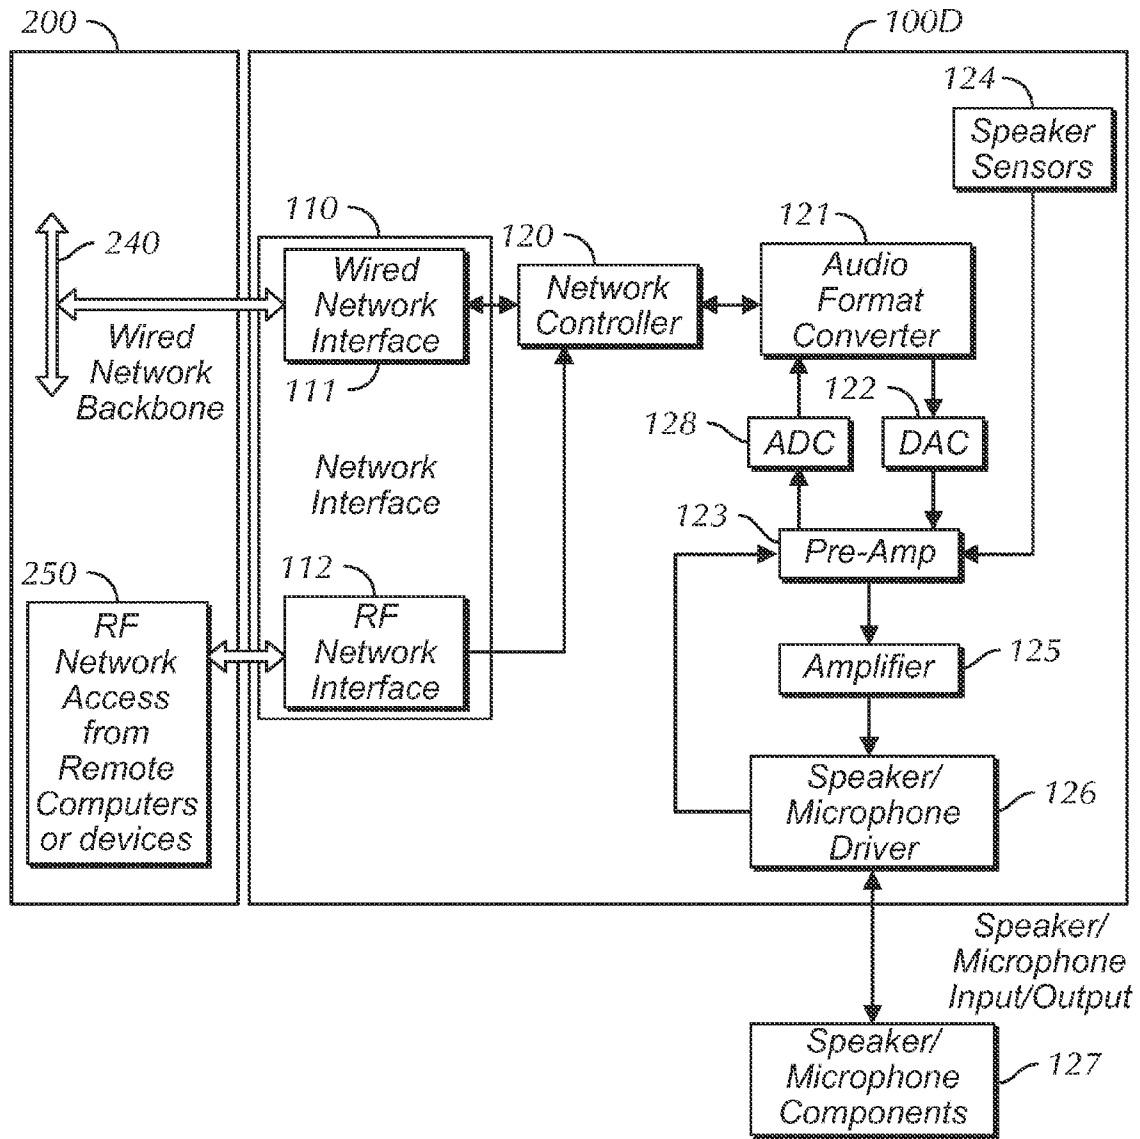 200
100D
124
Speaker
Sensors
110
120
121
240
Wired
Network
Interface
Network
Controller
Audio
Format
Converter
Wired
Network
Backbone
111
122
128
ADC
DAC
Network
Interface
123
Pre-Amp
250
112
RF
Network
Access
from
Remote
Computers
or devices
RF
Network
Interface
Amplifier
125
Speaker/
Microphone
Driver
126
Speaker/
Microphone
Input/Output
Speaker/
Microphone
Components
127